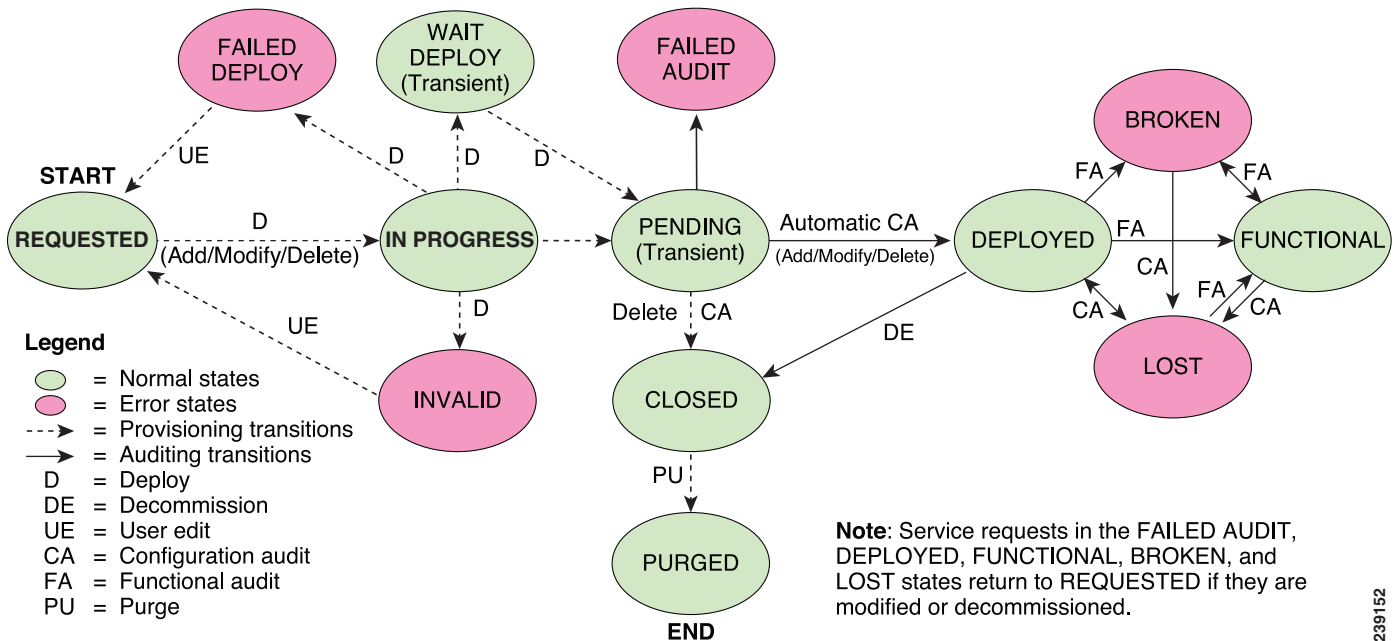 FAILED
DEPLOY
WAIT
DEPLOY
(Transient)
FAILED
AUDIT
BROKEN
UE
D
D
D
FA
FA
START
REQUESTED
D
(Add/Modify/Delete)
IN PROGRESS
PENDING
(Transient)
Automatic CA
(Add/Modify/Delete)
DEPLOYED
FA
FUNCTIONAL
CA
FA
CA
CA
UE
D
Delete
CA
DE
LOST
INVALID
CLOSED
PU
PURGED
END
Legend
= Normal states
= Error states
= Provisioning transitions
= Auditing transitions
D = Deploy
DE = Decommission
UE = User edit
CA = Configuration audit
FA = Functional audit
PU = Purge
Note: Service requests in the FAILED AUDIT,
DEPLOYED, FUNCTIONAL, BROKEN, and
LOST states return to REQUESTED if they are
modified or decommissioned.
239152